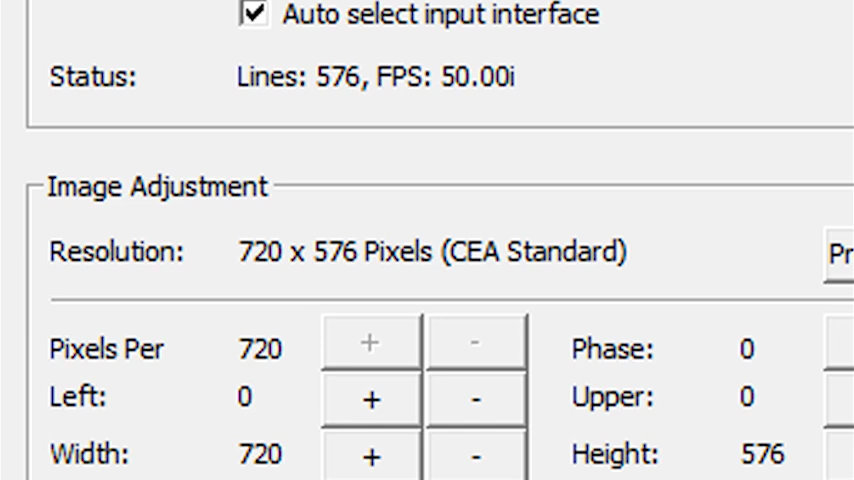 Auto select input interface
Status: Lines: 576, FPS: 50.00i
Image Adjustment
Resolution: 720 x 576 Pixels (CEA Standard) Pr
Pixels Per 720 + - Phase: 0
Left: 0 + - Upper: 0
Width: 720 + - Height: 576